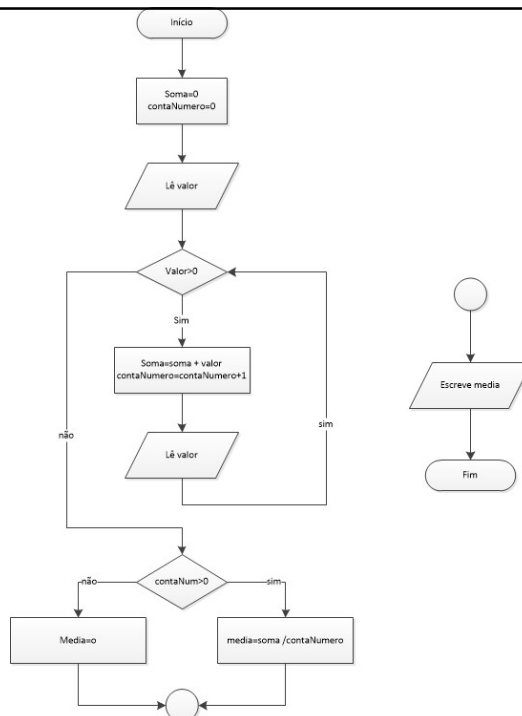 Início
Soma=0
contaNumero=0
Lê valor
Valor>0
Sim
Soma=soma + valor
contaNumero=contaNumero+1
não
sim
Lê valor
contaNum>0
não
sim
Media=o
media=soma /contaNumero
Escreve media
Fim